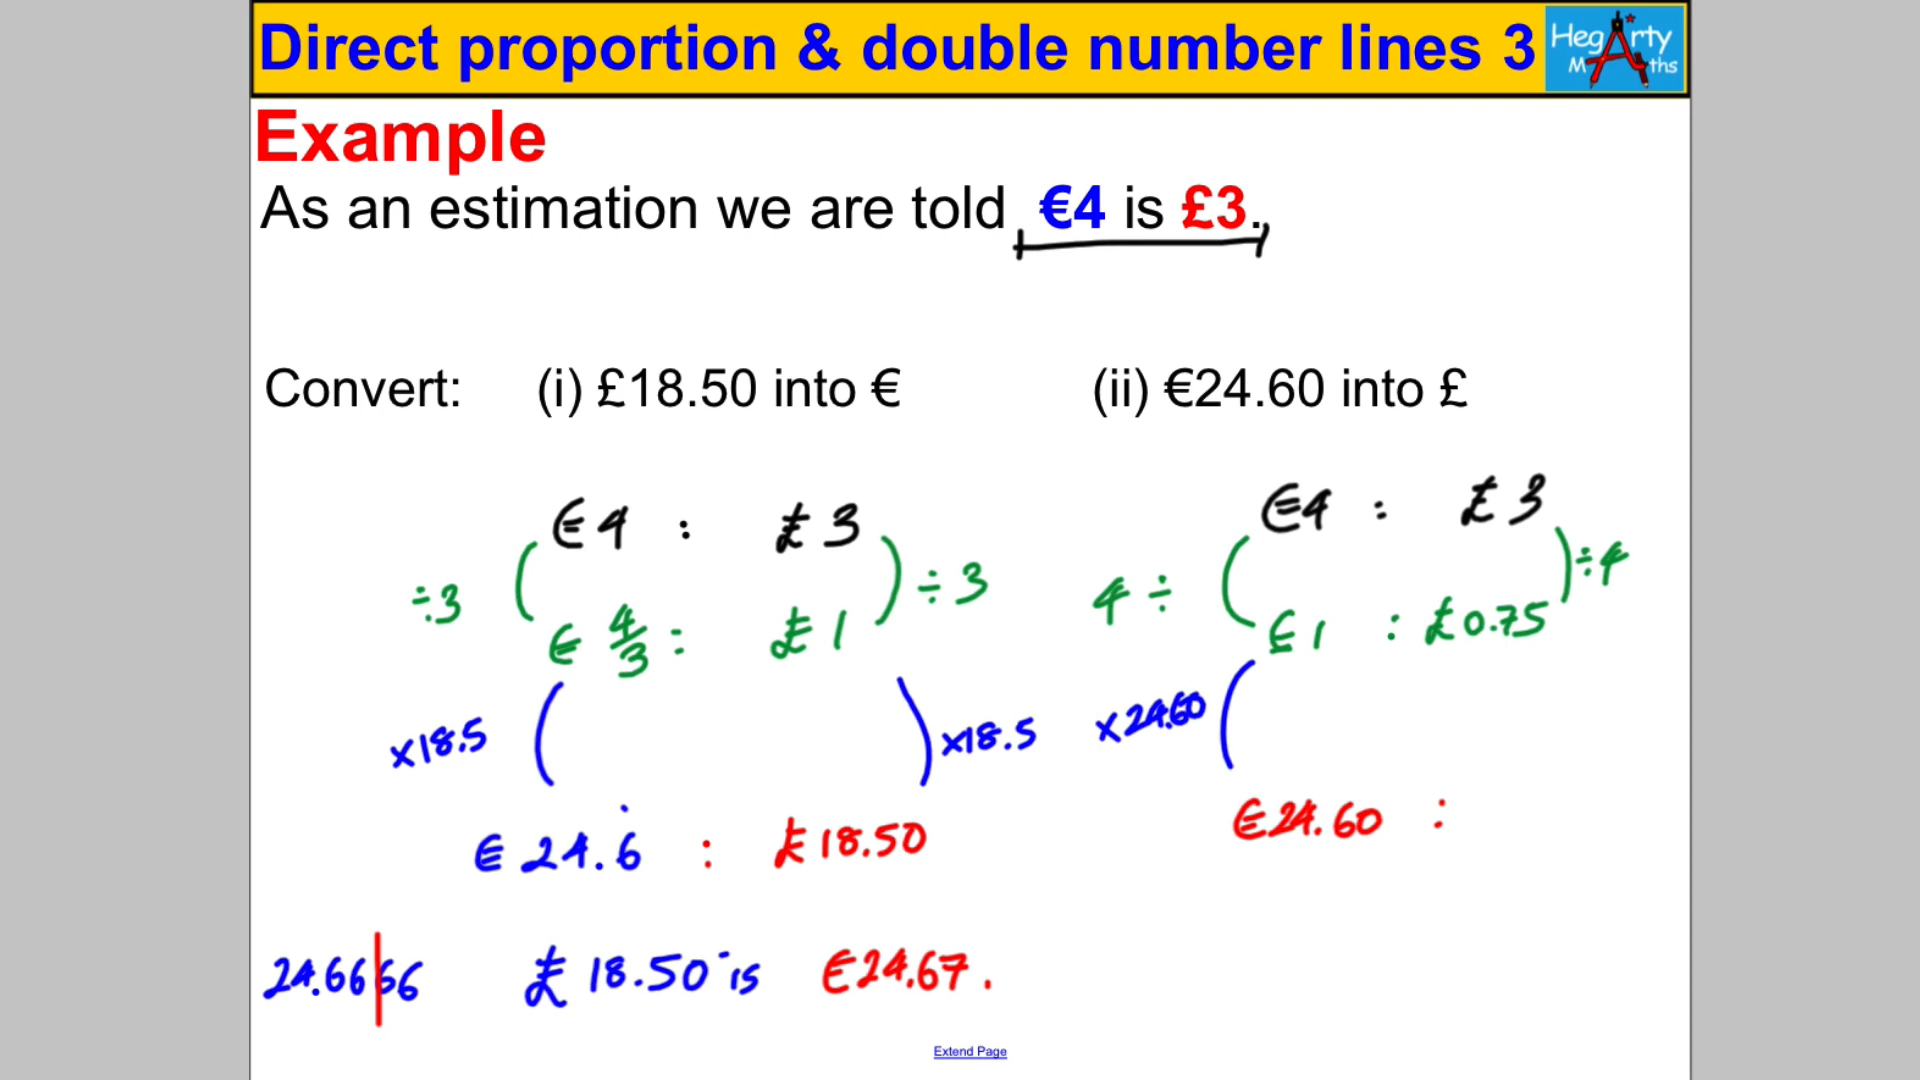 Direct proportion & double number lines 3
HegArty
Mths
Example
As an estimation we are told €4 is £3.
Convert: (i) £18.50 into € (ii) €24.60 into £
€4 : £3
÷3 ÷3
€ 4/3 : £1
×18.5 ×18.5
€ 24.6̇ : £18.50
24.6666 £18.50 is €24.67.
€4 : £3
4 ÷ ÷4
€1 : £0.75
×24.60
€24.60 :
Extend Page